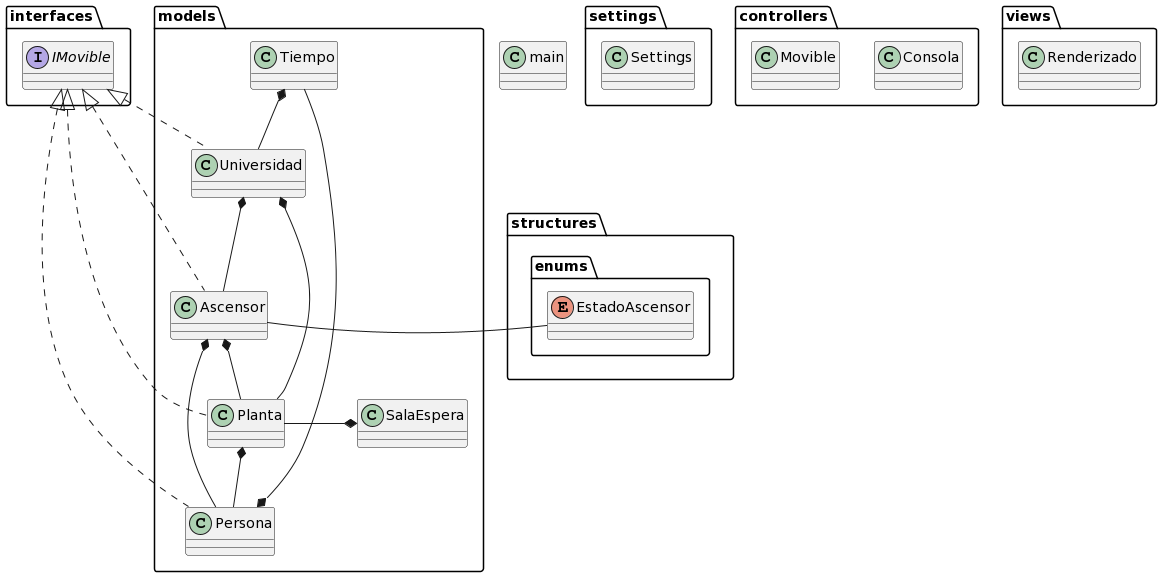 interfaces
I IMovible
models
C Tiempo
C Universidad
C Ascensor
C Planta
C SalaEspera
C Persona
C main
settings
C Settings
controllers
C Movible
C Consola
views
C Renderizado
structures
enums
E EstadoAscensor